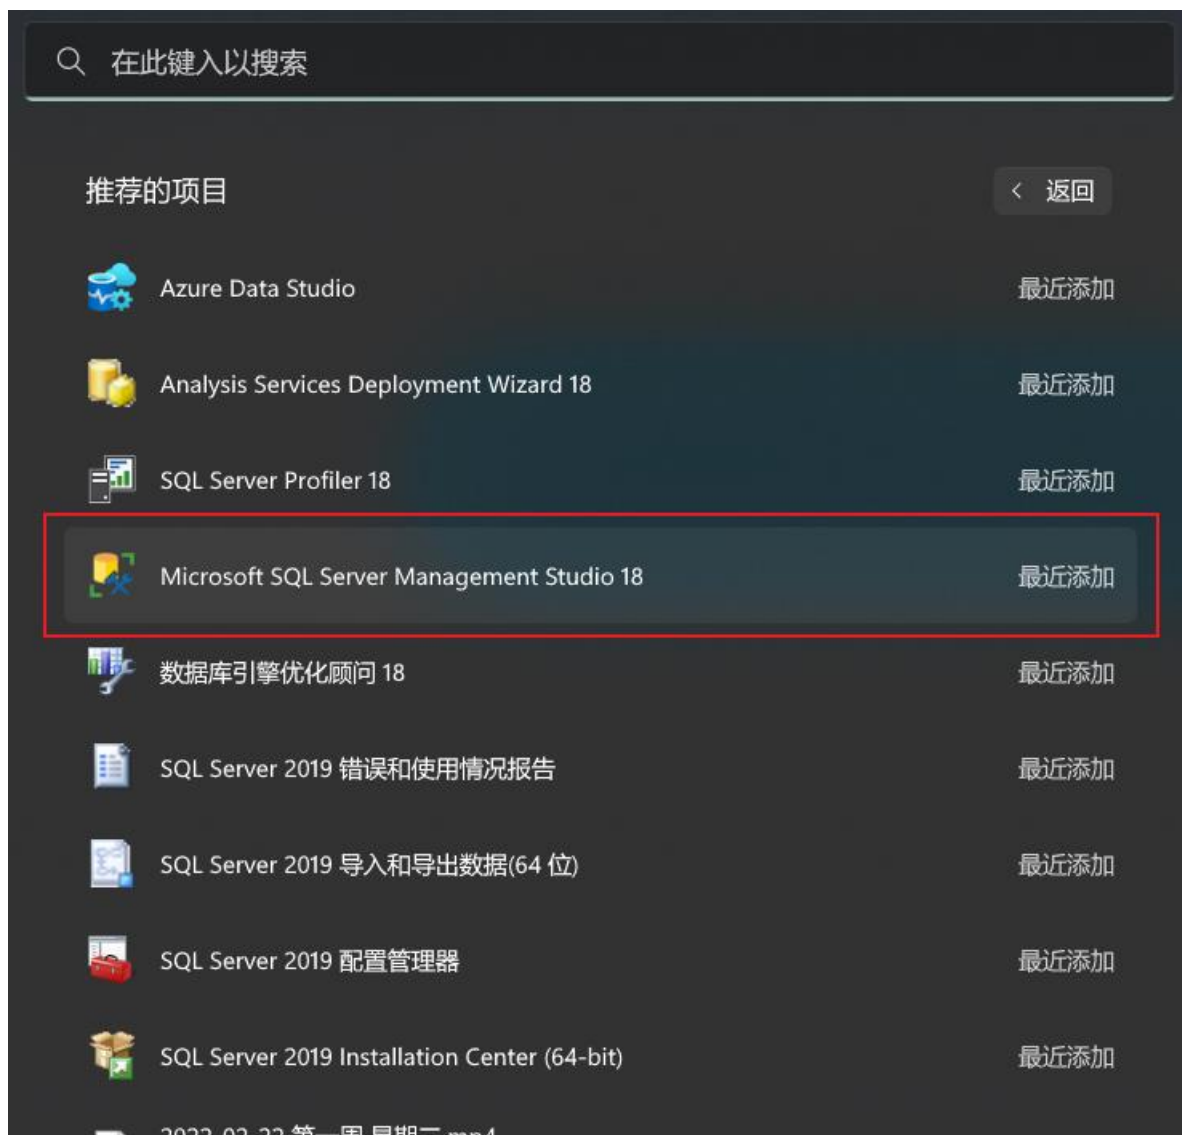 在此键入以搜索
推荐的项目
返回
Azure Data Studio 最近添加
Analysis Services Deployment Wizard 18 最近添加
SQL Server Profiler 18 最近添加
Microsoft SQL Server Management Studio 18 最近添加
数据库引擎优化顾问 18 最近添加
SQL Server 2019 错误和使用情况报告 最近添加
SQL Server 2019 导入和导出数据(64 位) 最近添加
SQL Server 2019 配置管理器 最近添加
SQL Server 2019 Installation Center (64-bit) 最近添加